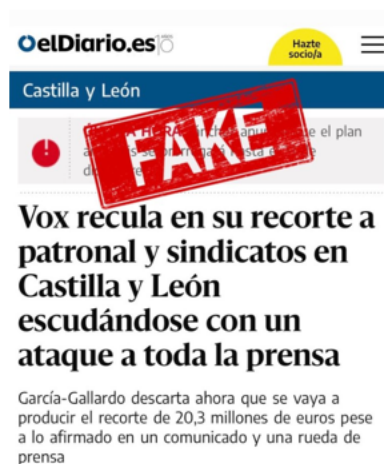 elDiario.es
Hazte
socio/a
Castilla y León
FAKE
e el plan
Vox recula en su recorte a
patronal y sindicatos en
Castilla y León
escudándose con un
ataque a toda la prensa
García-Gallardo descarta ahora que se vaya a
producir el recorte de 20,3 millones de euros pese
a lo afirmado en un comunicado y una rueda de
prensa